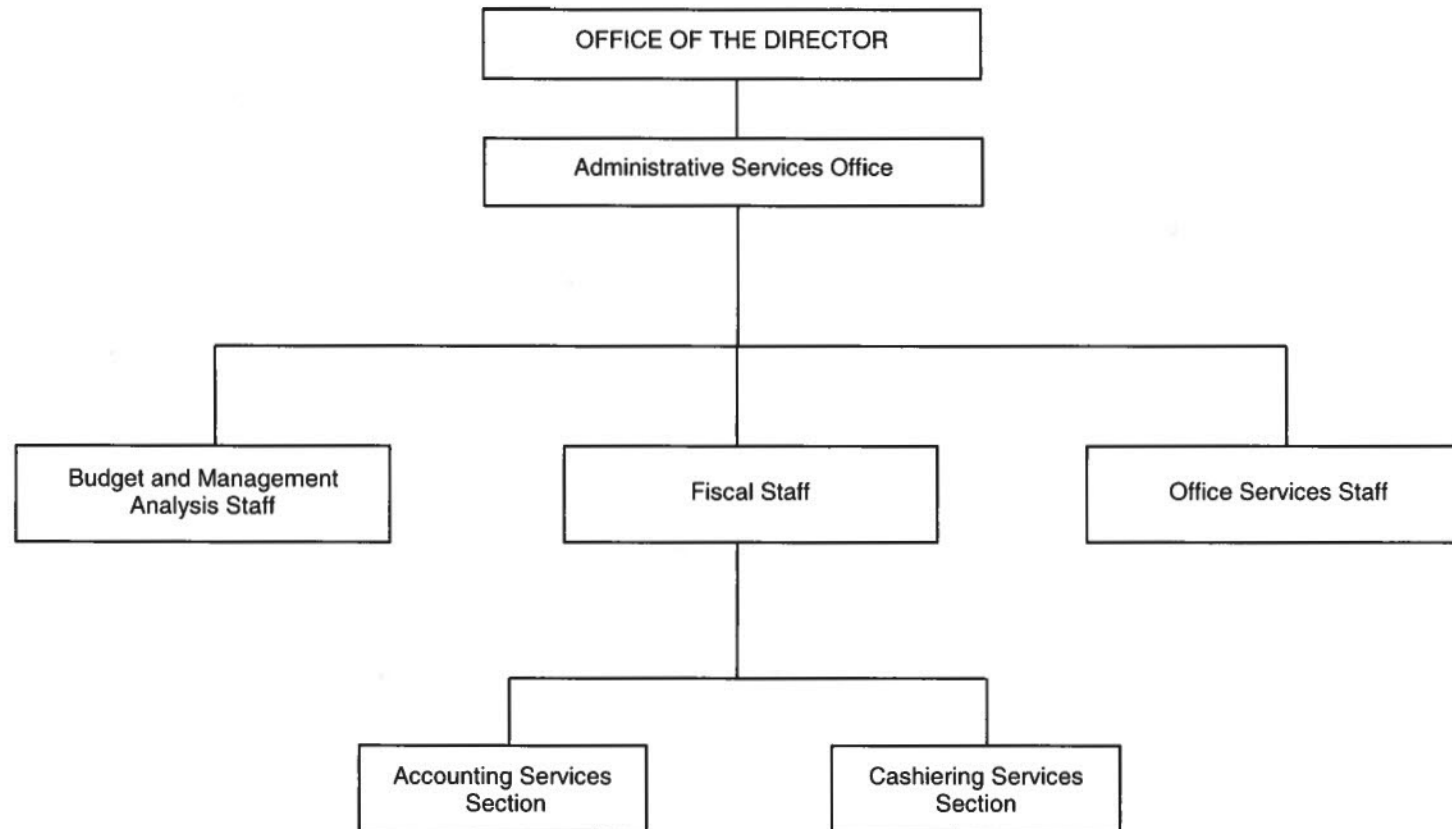 OFFICE OF THE DIRECTOR
Administrative Services Office
Budget and Management
Analysis Staff
Fiscal Staff
Office Services Staff
Accounting Services
Section
Cashiering Services
Section